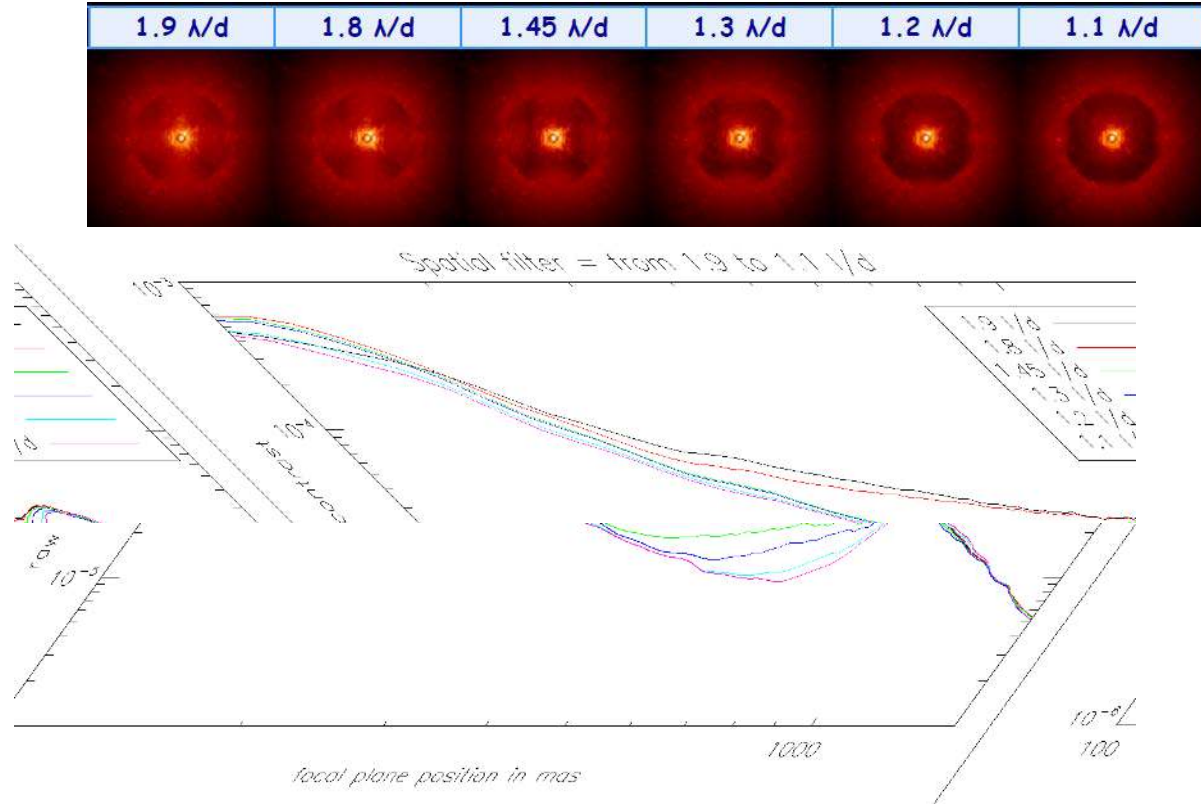 1.9 λ/d 1.8 λ/d 1.45 λ/d 1.3 λ/d 1.2 λ/d 1.1 λ/d
Spatial filter = from 1.9 to 1.1 l/d
10⁻³
1.9 l/d
1.8 l/d
1.45 l/d
1.3 l/d
1.2 l/d
1.1 l/
/d
10⁻⁴
contrast
raw
10⁻⁵
10⁻⁶
1000
100
focal plane position in mas